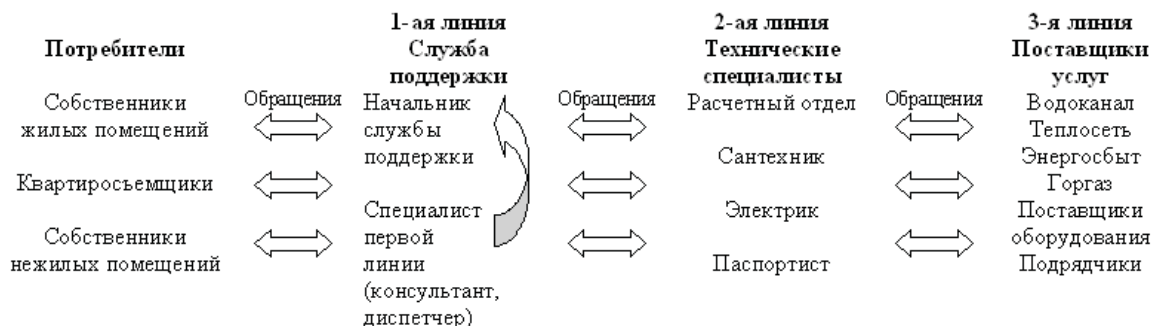 Потребители
Собственники
жилых помещений
Квартиросъемщики
Собственники
нежилых помещений
Обращения
1-ая линия
Служба
поддержки
Начальник
службы
поддержки
Специалист
первой
линии
(консультант,
диспетчер)
Обращения
2-ая линия
Технические
специалисты
Расчетный отдел
Сантехник
Электрик
Паспортист
Обращения
3-я линия
Поставщики
услуг
Водоканал
Теплосеть
Энергосбыт
Горгаз
Поставщики
оборудования
Подрядчики